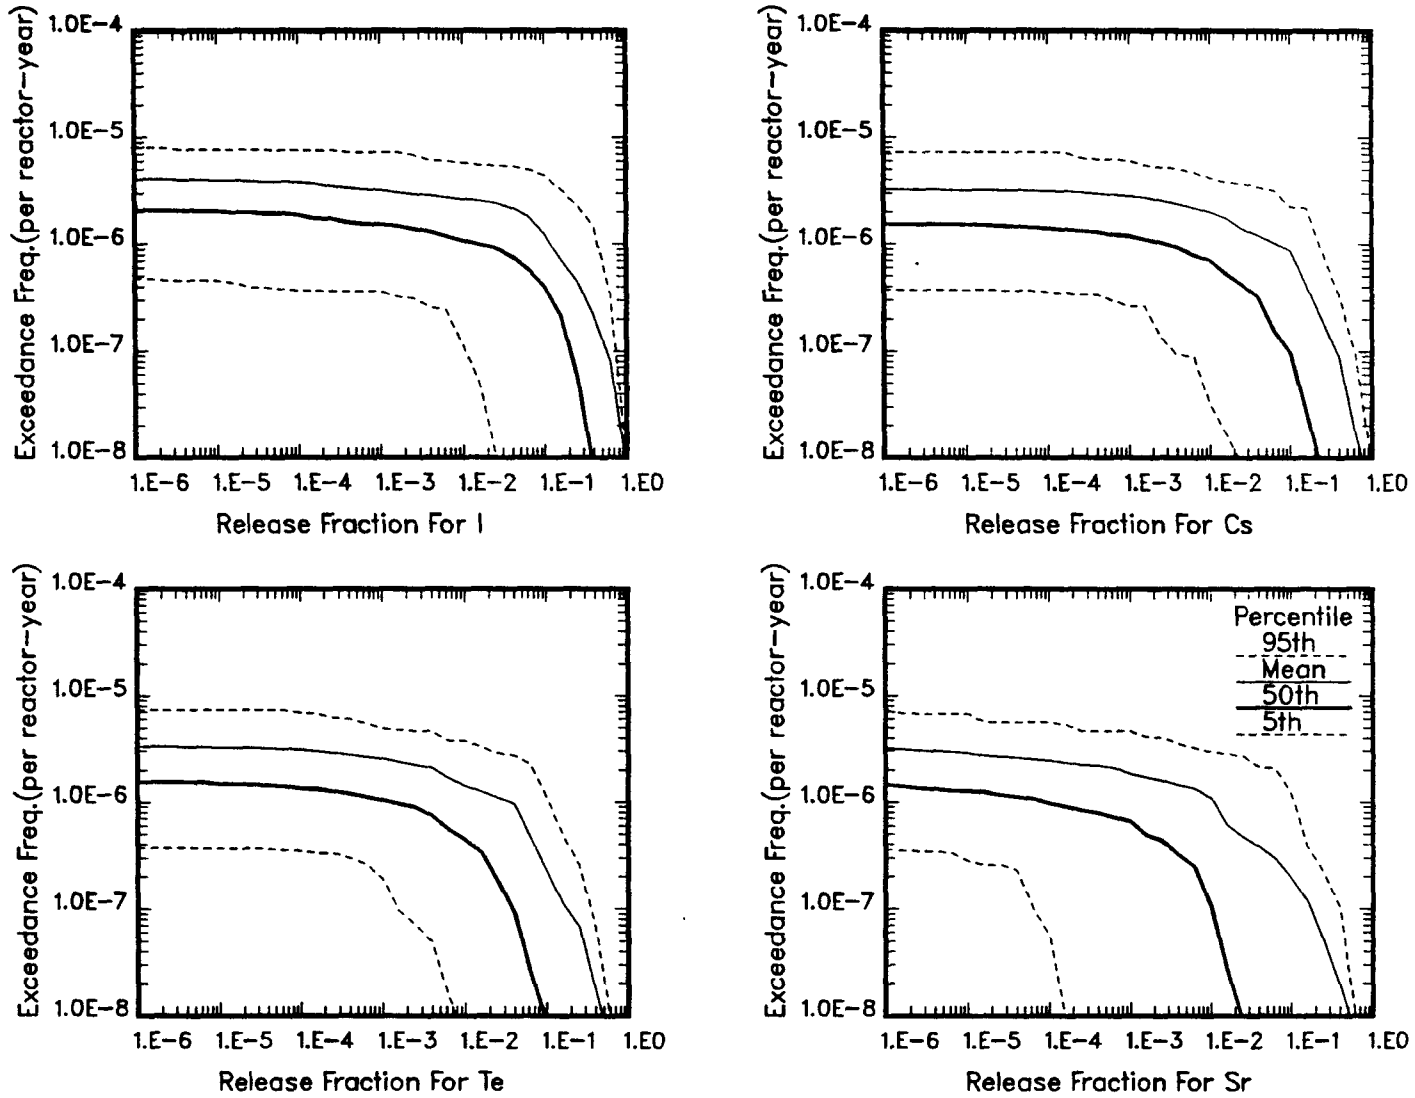 Exceedance Freq.(per reactor-year)
1.0E-4
1.0E-5
1.0E-6
1.0E-7
1.0E-8
1.E-6 1.E-5 1.E-4 1.E-3 1.E-2 1.E-1 1.E0
Release Fraction For I
Exceedance Freq.(per reactor-year)
1.0E-4
1.0E-5
1.0E-6
1.0E-7
1.0E-8
1.E-6 1.E-5 1.E-4 1.E-3 1.E-2 1.E-1 1.E0
Release Fraction For Cs
Exceedance Freq.(per reactor-year)
1.0E-4
1.0E-5
1.0E-6
1.0E-7
1.0E-8
1.E-6 1.E-5 1.E-4 1.E-3 1.E-2 1.E-1 1.E0
Release Fraction For Te
Exceedance Freq.(per reactor-year)
1.0E-4
1.0E-5
1.0E-6
1.0E-7
1.0E-8
Percentile
95th
Mean
50th
5th
1.E-6 1.E-5 1.E-4 1.E-3 1.E-2 1.E-1 1.E0
Release Fraction For Sr